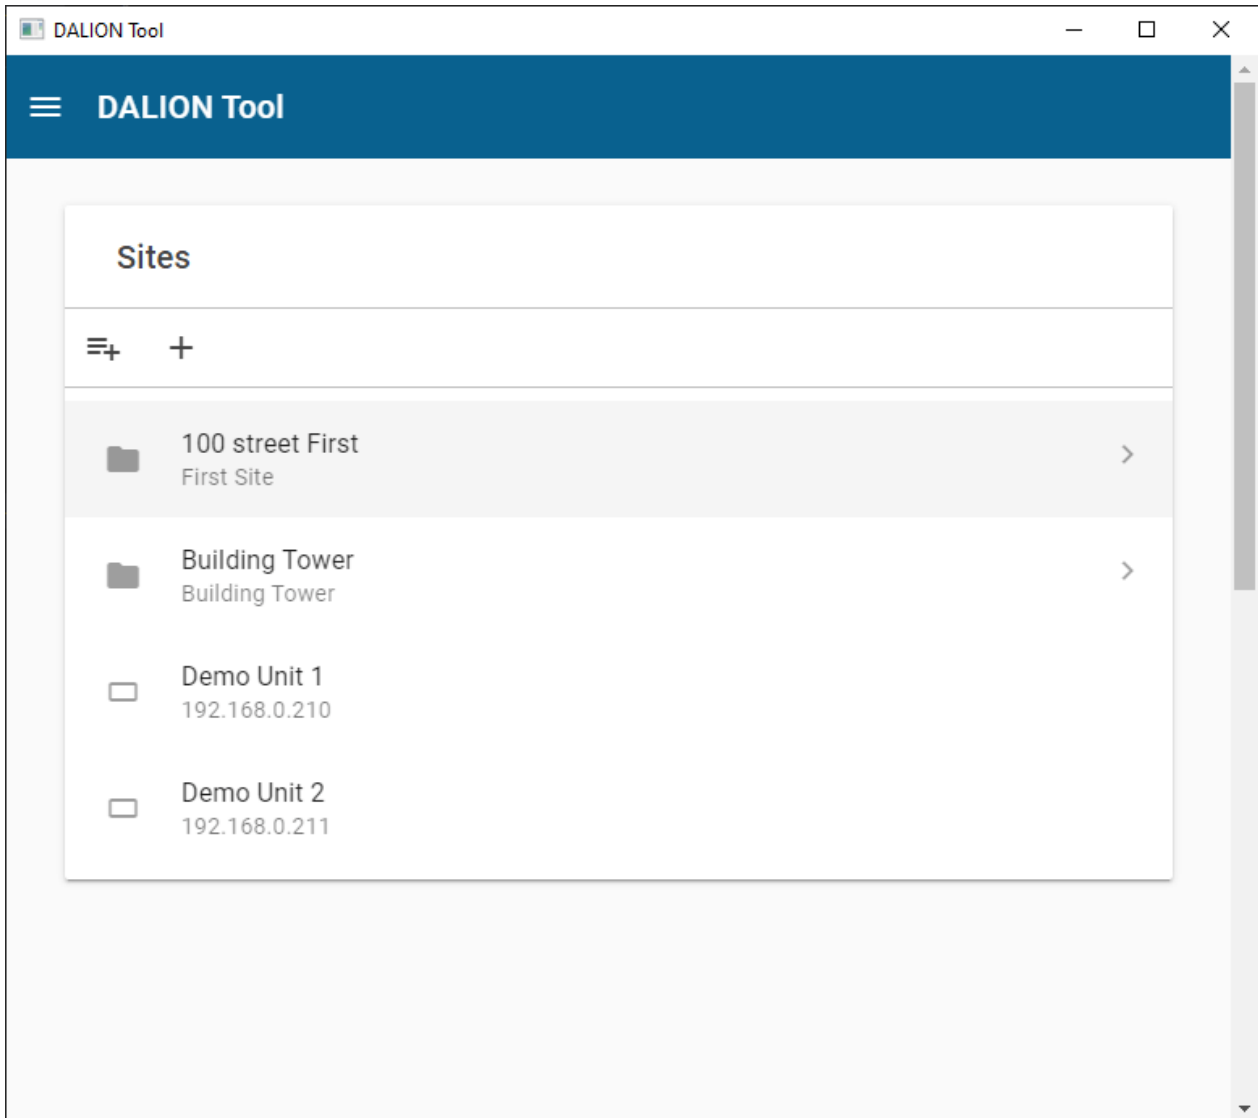 DALION Tool
DALION Tool
Sites
100 street First
First Site
Building Tower
Building Tower
Demo Unit 1
192.168.0.210
Demo Unit 2
192.168.0.211